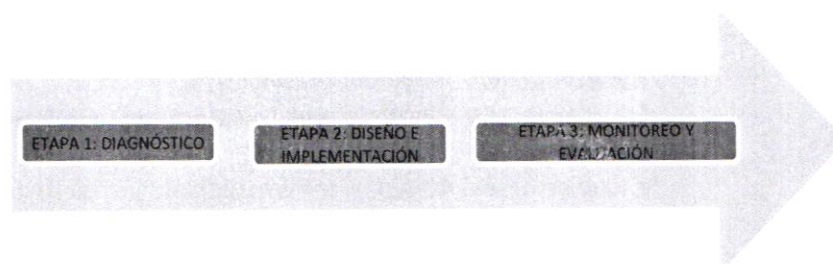 ETAPA 1: DIAGNÓSTICO
ETAPA 2: DISEÑO E
IMPLEMENTACIÓN
ETAPA 3: MONITOREO Y
EVALUACIÓN